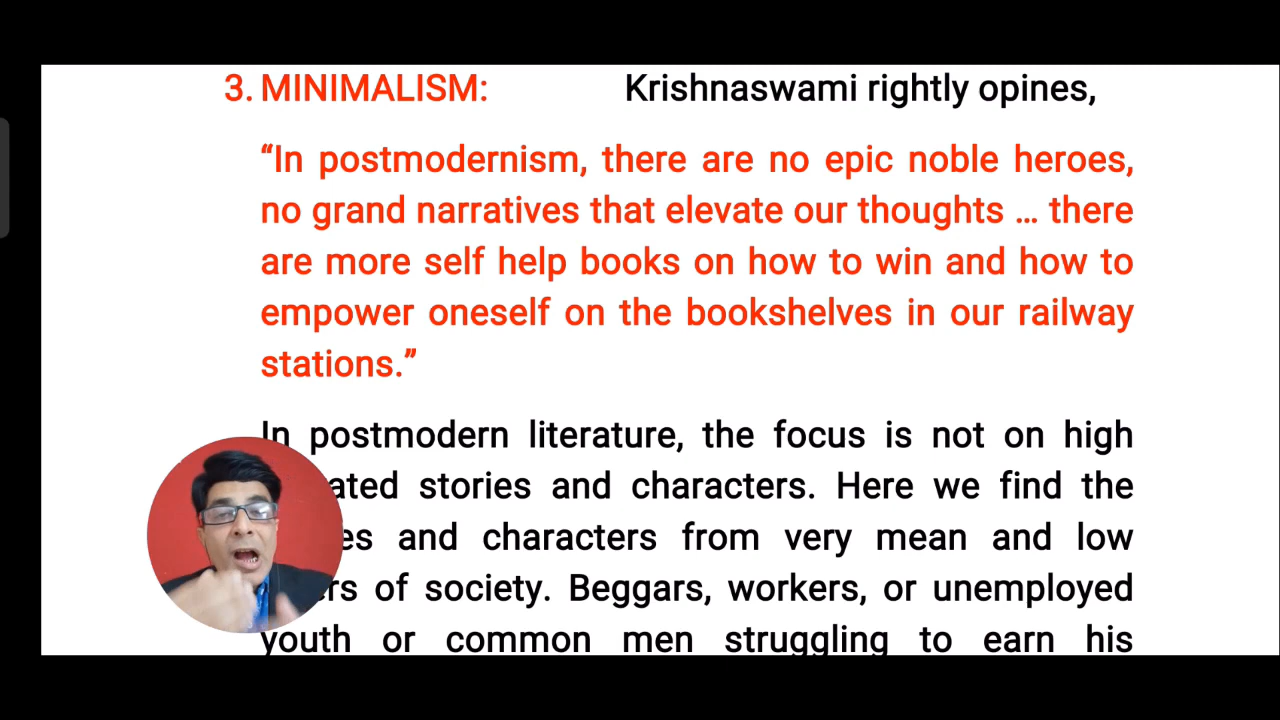 3. MINIMALISM: Krishnaswami rightly opines,
“In postmodernism, there are no epic noble heroes,
no grand narratives that elevate our thoughts ... there
are more self help books on how to win and how to
empower oneself on the bookshelves in our railway
stations.”
In postmodern literature, the focus is not on high
stories and characters. Here we find the
and characters from very mean and low
of society. Beggars, workers, or unemployed
youth or common men struggling to earn his